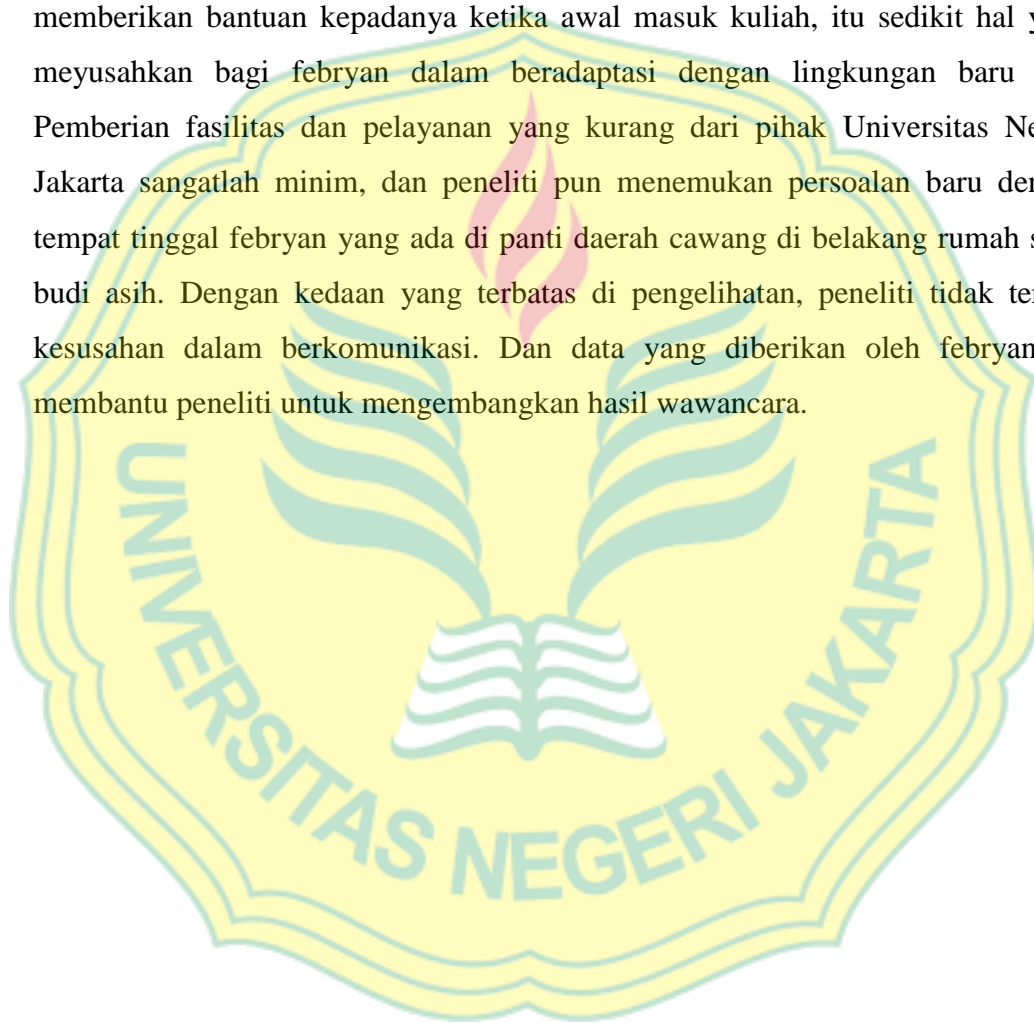 memberikan bantuan kepadanya ketika awal masuk kuliah, itu sedikit hal
meyusahkan bagi febryan dalam beradaptasi dengan lingkungan baru
Pemberian fasilitas dan pelayanan yang kurang dari pihak Universitas
Jakarta sangatlah minim, dan peneliti pun menemukan persoalan baru
tempat tinggal febryan yang ada di panti daerah cawang di belakang rumah
budi asih. Dengan kedaan yang terbatas di pengelihatan, peneliti tidak
kesusahan dalam berkomunikasi. Dan data yang diberikan oleh febryan
membantu peneliti untuk mengembangkan hasil wawancara.
UNIVERSITAS NEGERI JAKARTA